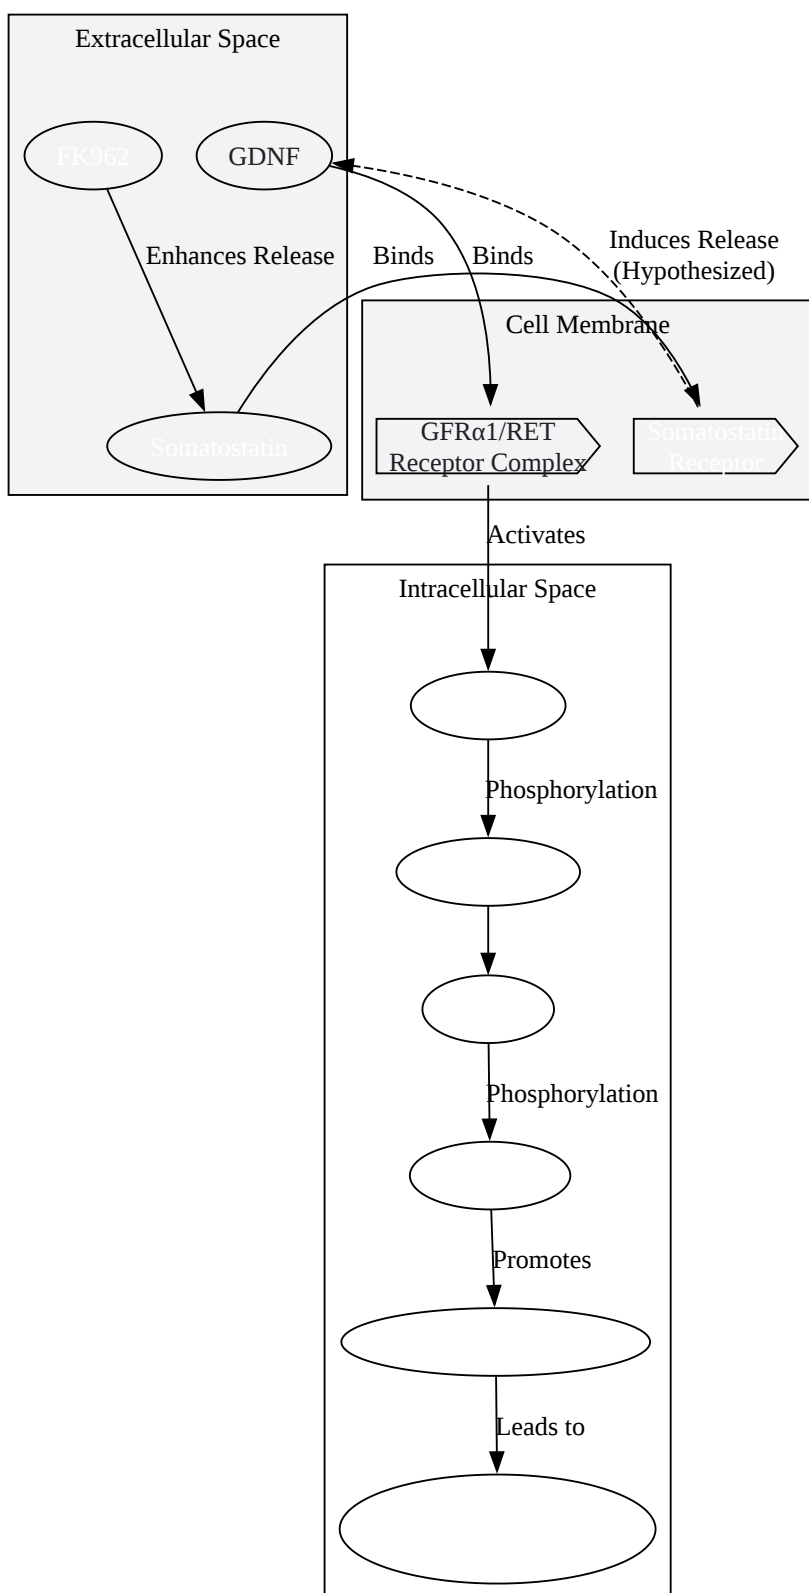 Extracellular Space
FK962
GDNF
Enhances Release
Binds
Binds
Induces Release
(Hypothesized)
Cell Membrane
Somatostatin
GFRα1/RET
Receptor Complex
Somatostatin
Receptor
Activates
Intracellular Space
Phosphorylation
Phosphorylation
Promotes
Leads to